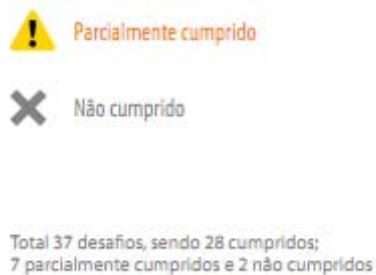 Parcialmente cumprido
Não cumprido
Total 37 desafios, sendo 28 cumpridos;
7 parcialmente cumpridos e 2 não cumpridos